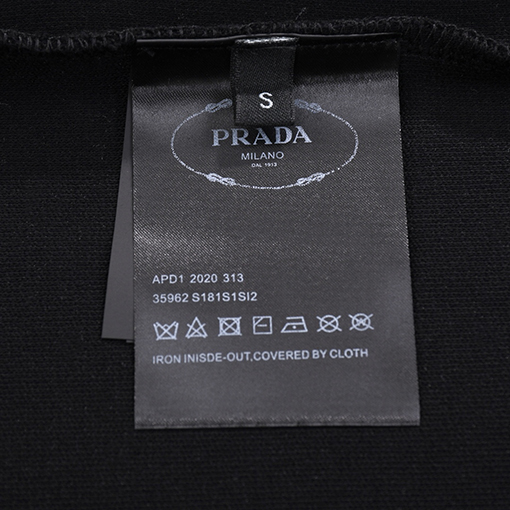 S
PRADA
MILANO
DAL 1913
APD1 2020 313
35962 S181S1SI2
IRON INISDE-OUT,COVERED BY CLOTH